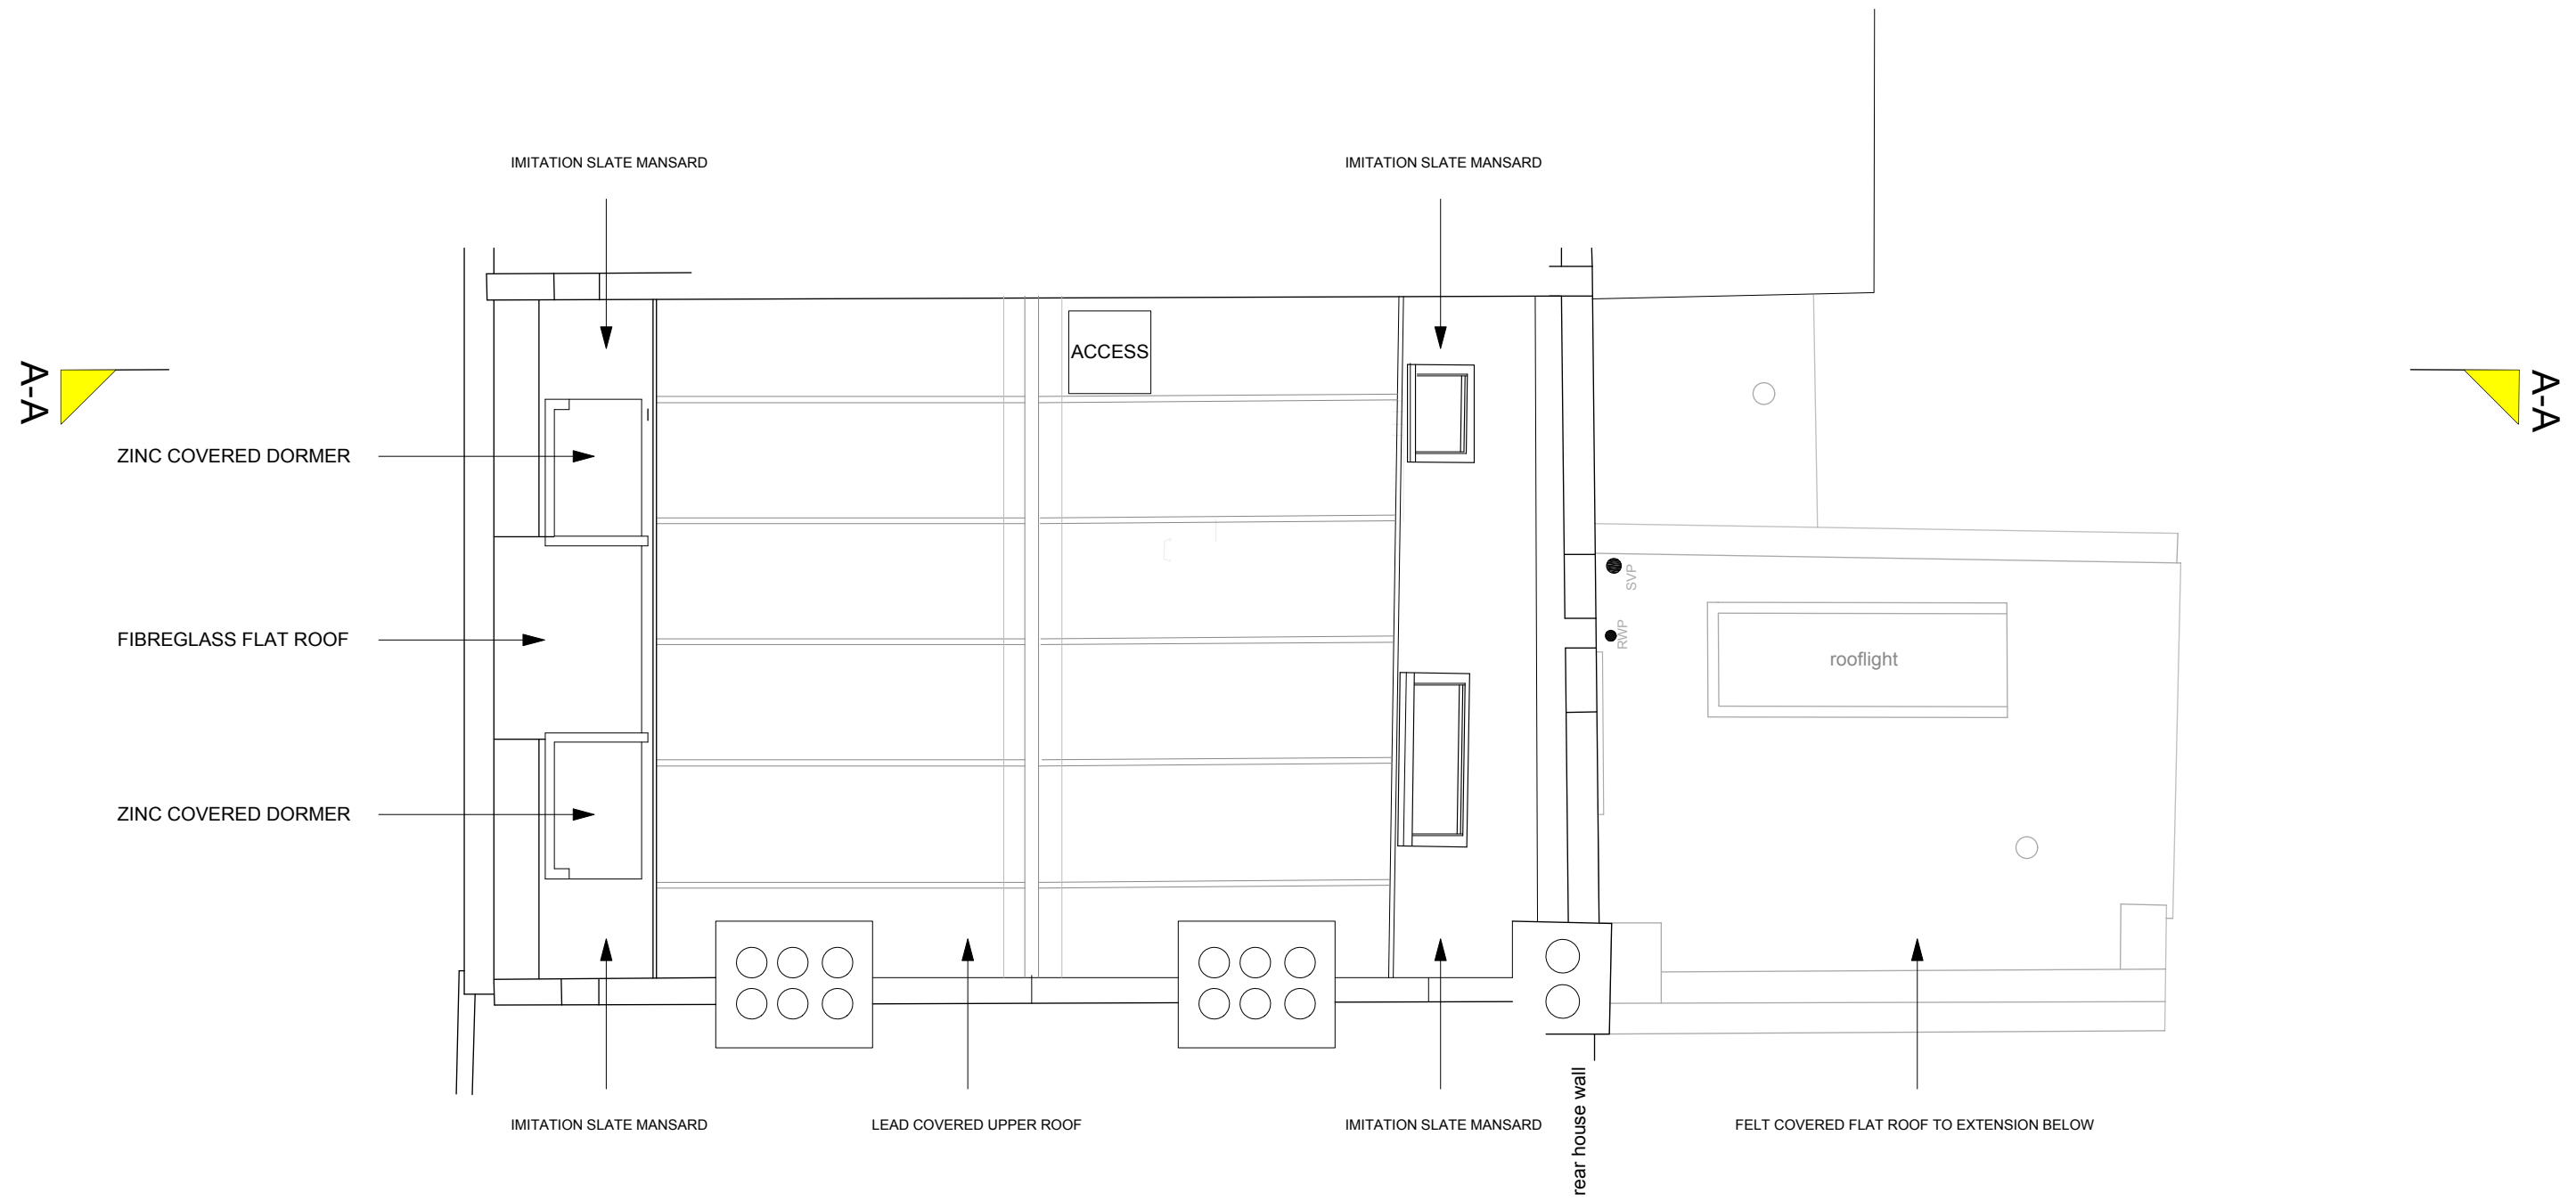 IMITATION SLATE MANSARD
IMITATION SLATE MANSARD
ACCESS
A-A
A-A
ZINC COVERED DORMER
SVP
RWP
FIBREGLASS FLAT ROOF
rooflight
ZINC COVERED DORMER
IMITATION SLATE MANSARD
LEAD COVERED UPPER ROOF
IMITATION SLATE MANSARD
rear house wall
FELT COVERED FLAT ROOF TO EXTENSION BELOW